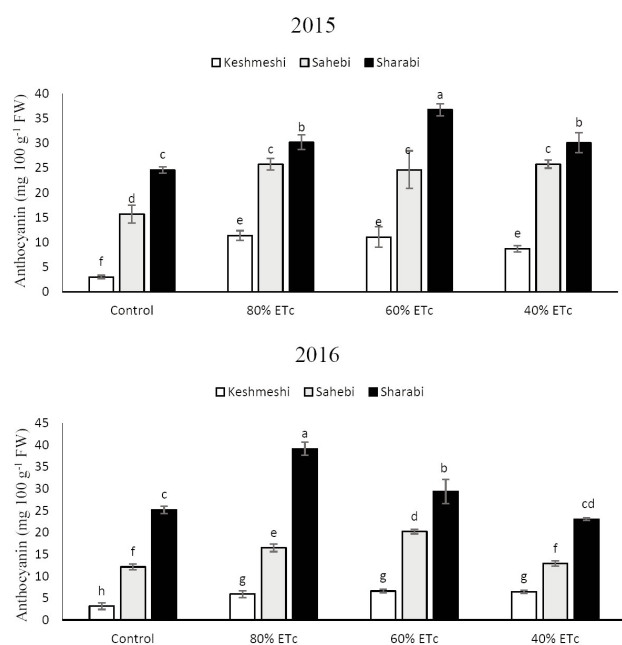 2015
Keshmeshi Sahebi Sharabi
Anthocyanin (mg 100 g-1 FW)
40
35
30
25
20
15
10
5
0
f d c
e c b
e c a
e c b
Control 80% ETc 60% ETc 40% ETc
2016
Keshmeshi Sahebi Sharabi
Anthocyanin (mg 100 g-1 FW)
45
40
35
30
25
20
15
10
5
0
h f c
g e a
g d b
g f cd
Control 80% ETc 60% ETc 40% ETc